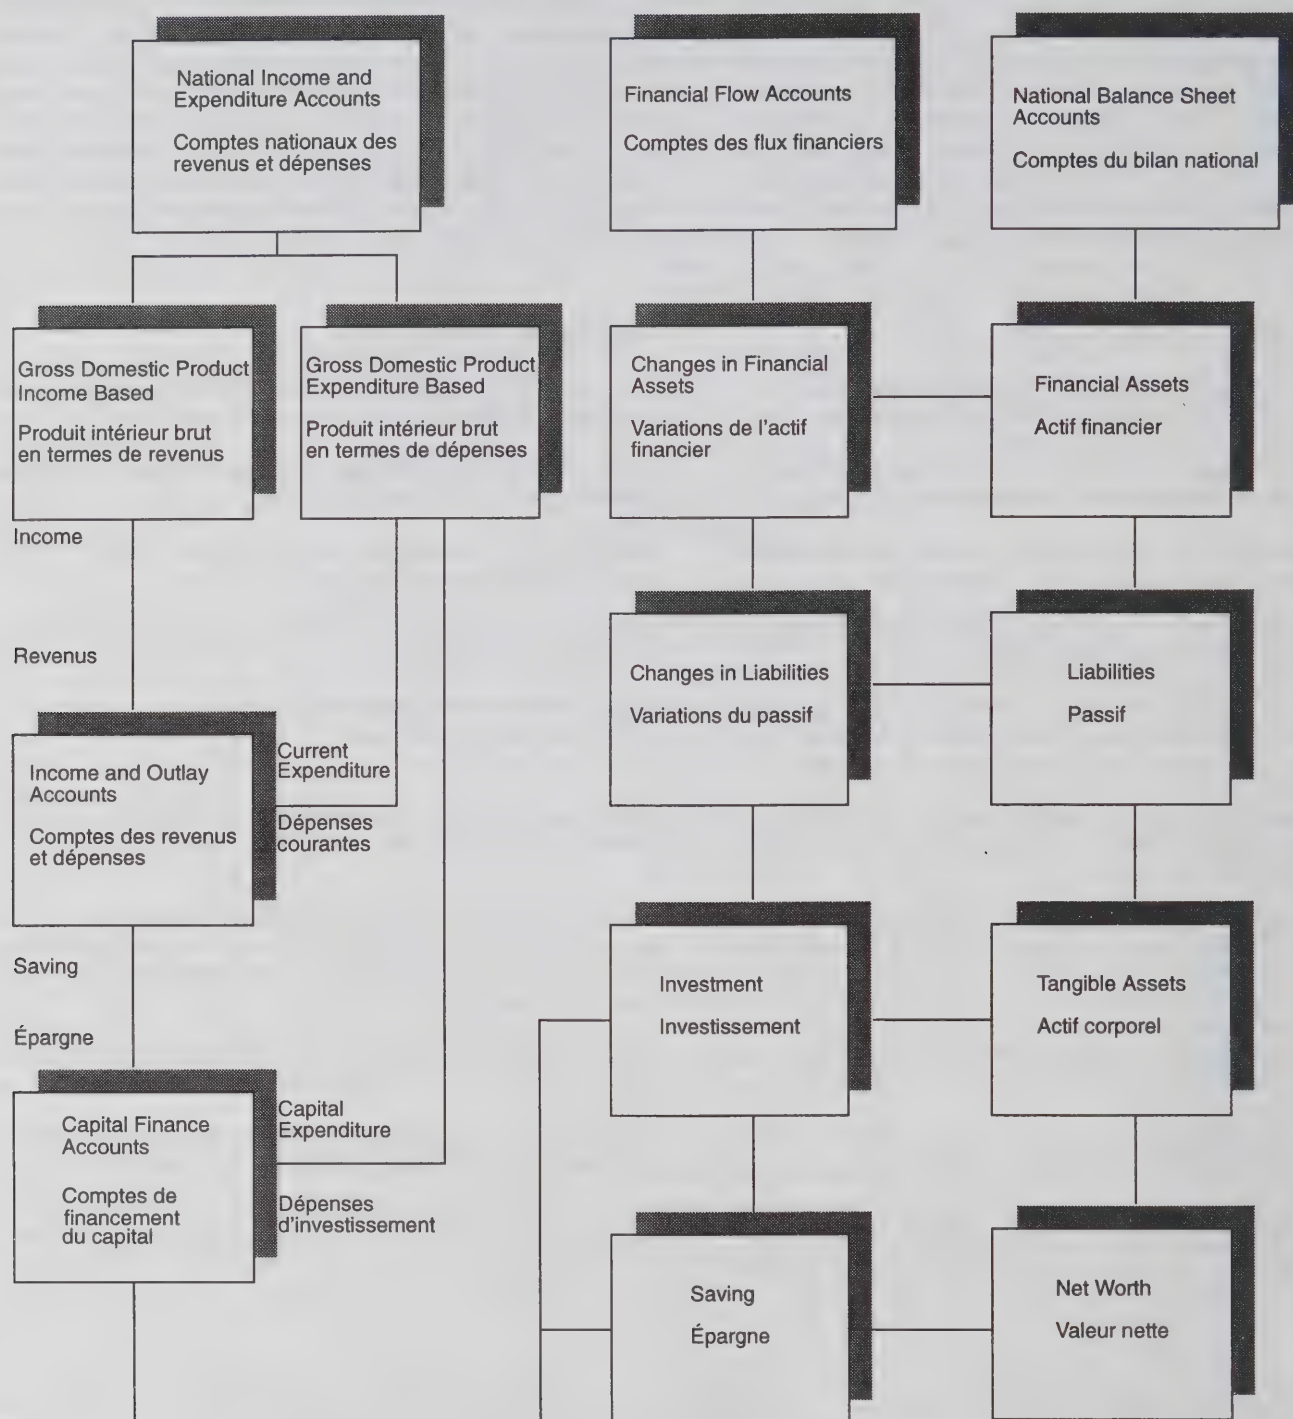 National Income and
Expenditure Accounts
Comptes nationaux des
revenus et dépenses
Financial Flow Accounts
Comptes des flux financiers
National Balance Sheet
Accounts
Comptes du bilan national
Gross Domestic Product
Income Based
Produit intérieur brut
en termes de revenus
Gross Domestic Product
Expenditure Based
Produit intérieur brut
en termes de dépenses
Changes in Financial
Assets
Variations de l'actif
financier
Financial Assets
Actif financier
Income
Revenus
Changes in Liabilities
Variations du passif
Liabilities
Passif
Income and Outlay
Accounts
Comptes des revenus
et dépenses
Current
Expenditure
Dépenses
courantes
Saving
Épargne
Investment
Investissement
Tangible Assets
Actif corporel
Capital Finance
Accounts
Comptes de
financement
du capital
Capital
Expenditure
Dépenses
d'investissement
Saving
Épargne
Net Worth
Valeur nette